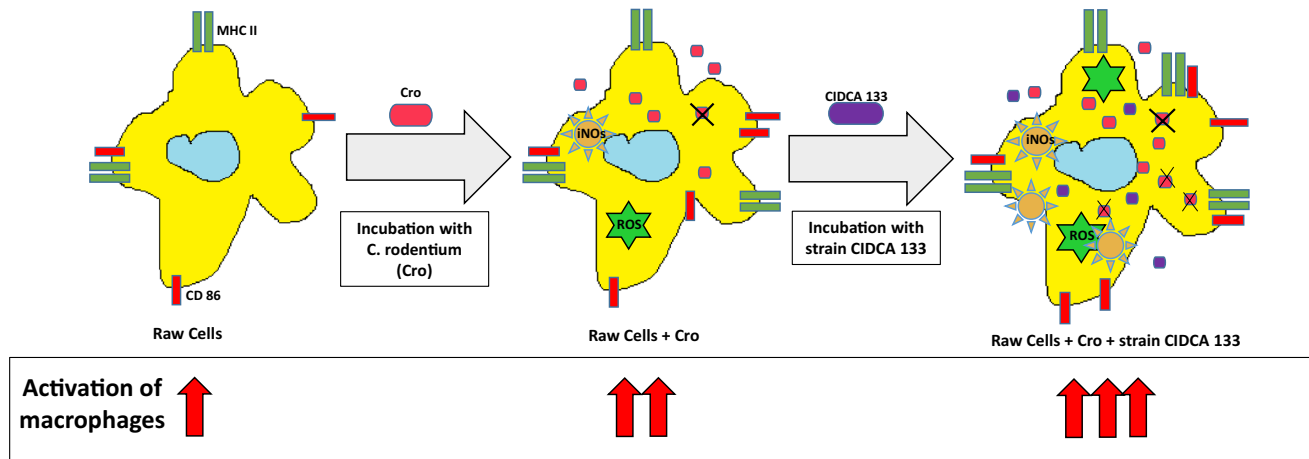 MHC II
CD 86
Raw Cells
Cro
Incubation with
C. rodentium
(Cro)
iNOs
ROS
Raw Cells + Cro
CIDCA 133
Incubation with
strain CIDCA 133
iNOs
ROS
Raw Cells + Cro + strain CIDCA 133
Activation of
macrophages